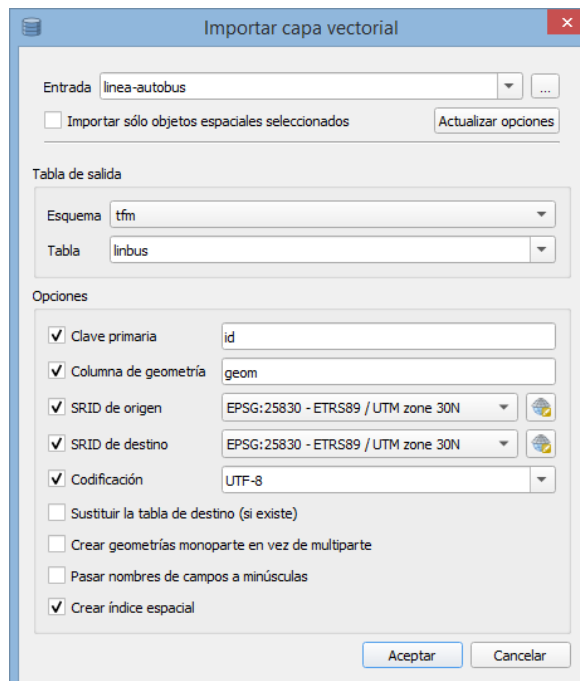 Importar capa vectorial
Entrada linea-autobus ...
Importar sólo objetos espaciales seleccionados Actualizar opciones
Tabla de salida
Esquema tfm
Tabla linbus
Opciones
Clave primaria id
Columna de geometría geom
SRID de origen EPSG:25830 - ETRS89 / UTM zone 30N
SRID de destino EPSG:25830 - ETRS89 / UTM zone 30N
Codificación UTF-8
Sustituir la tabla de destino (si existe)
Crear geometrías monoparte en vez de multiparte
Pasar nombres de campos a minúsculas
Crear índice espacial
Aceptar Cancelar